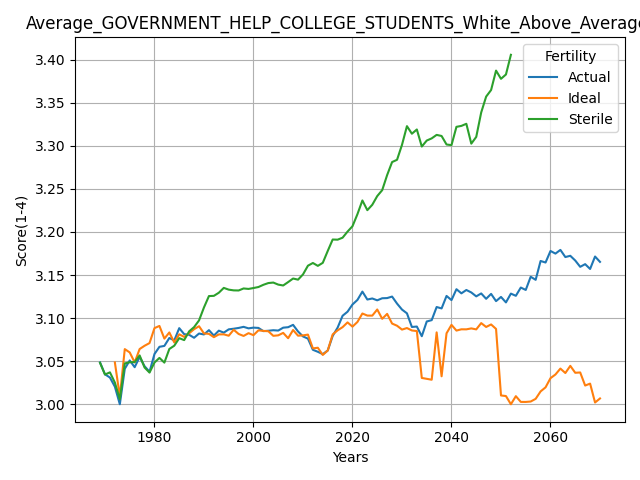 Average_GOVERNMENT_HELP_COLLEGE_STUDENTS_White_Above_Average
Fertility
Actual
Ideal
Sterile
Score(1-4)
3.40
3.35
3.30
3.25
3.20
3.15
3.10
3.05
3.00
1980 2000 2020 2040 2060
Years